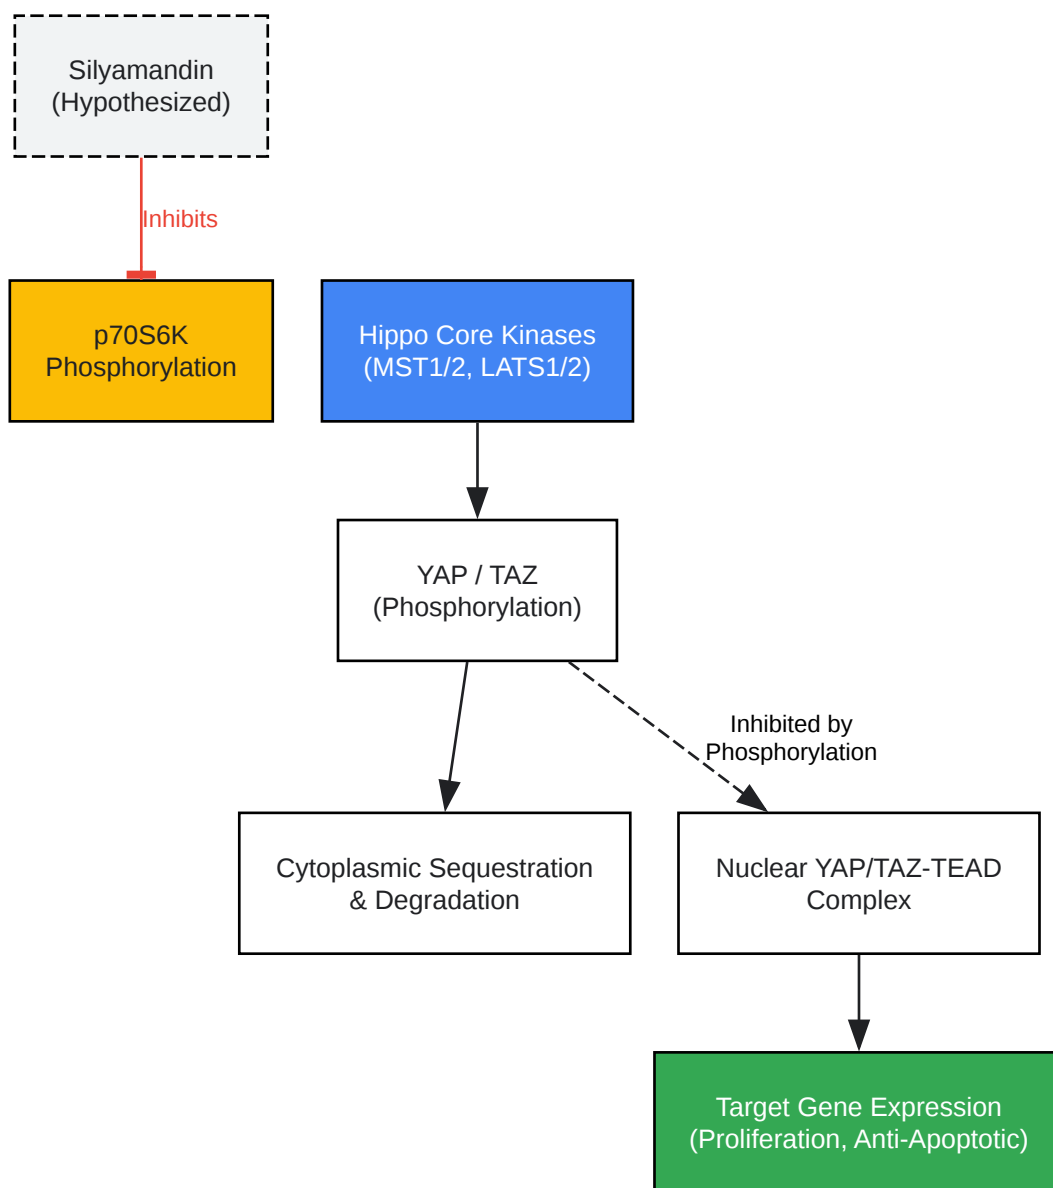 Silyamandin
(Hypothesized)
Inhibits
p70S6K
Phosphorylation
Hippo Core Kinases
(MST1/2, LATS1/2)
YAP / TAZ
(Phosphorylation)
Inhibited by
Phosphorylation
Cytoplasmic Sequestration
& Degradation
Nuclear YAP/TAZ-TEAD
Complex
Target Gene Expression
(Proliferation, Anti-Apoptotic)